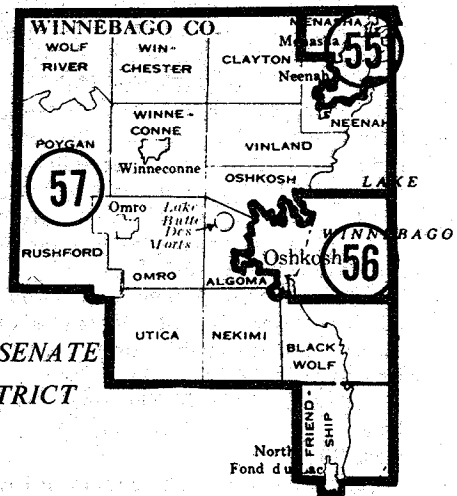 WINNEBAGO CO.
MENASHA
55
WOLF
RIVER
WIN-
CHESTER
CLAYTON
Menasha
Neenah
NEENAH
POYGAN
WINNE-
CONNE
Winneconne
VINLAND
OSHKOSH
LAKE
WINNEBAGO
57
Omro
Lake
Butte
Des
Morts
Oshkosh
56
RUSHFORD
OMRO
ALGOMA
SENATE
TRICT
UTICA
NEKIMI
BLACK
WOLF
FRIEND-
SHIP
North
Fond du Lac